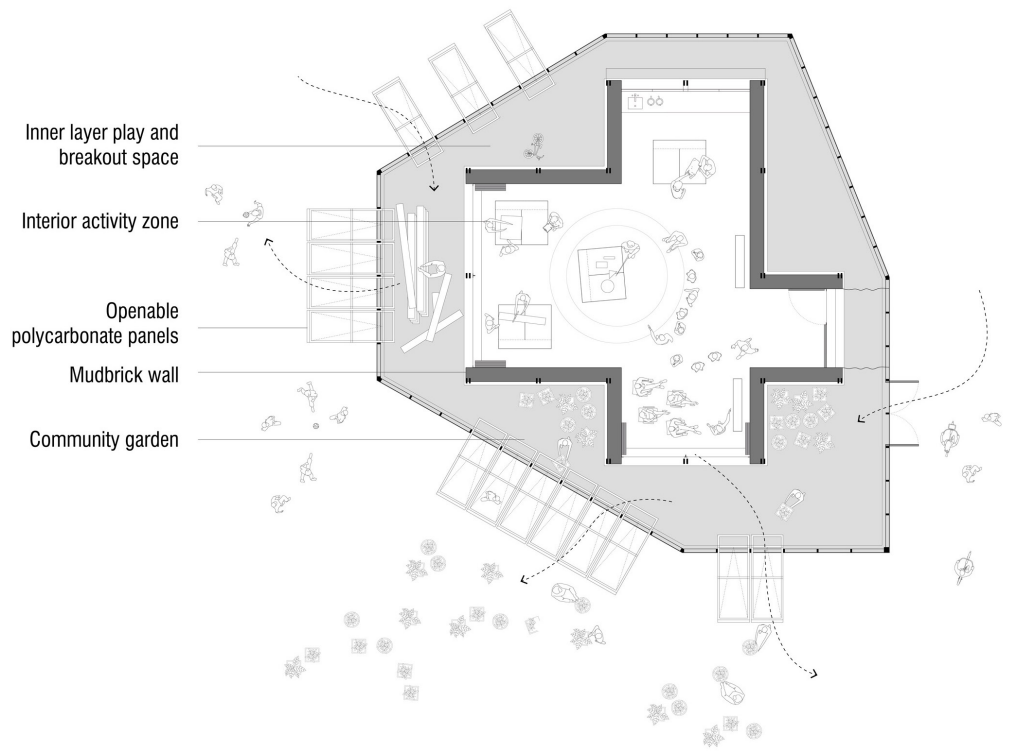 Inner layer play and
breakout space
Interior activity zone
Openable
polycarbonate panels
Mudbrick wall
Community garden